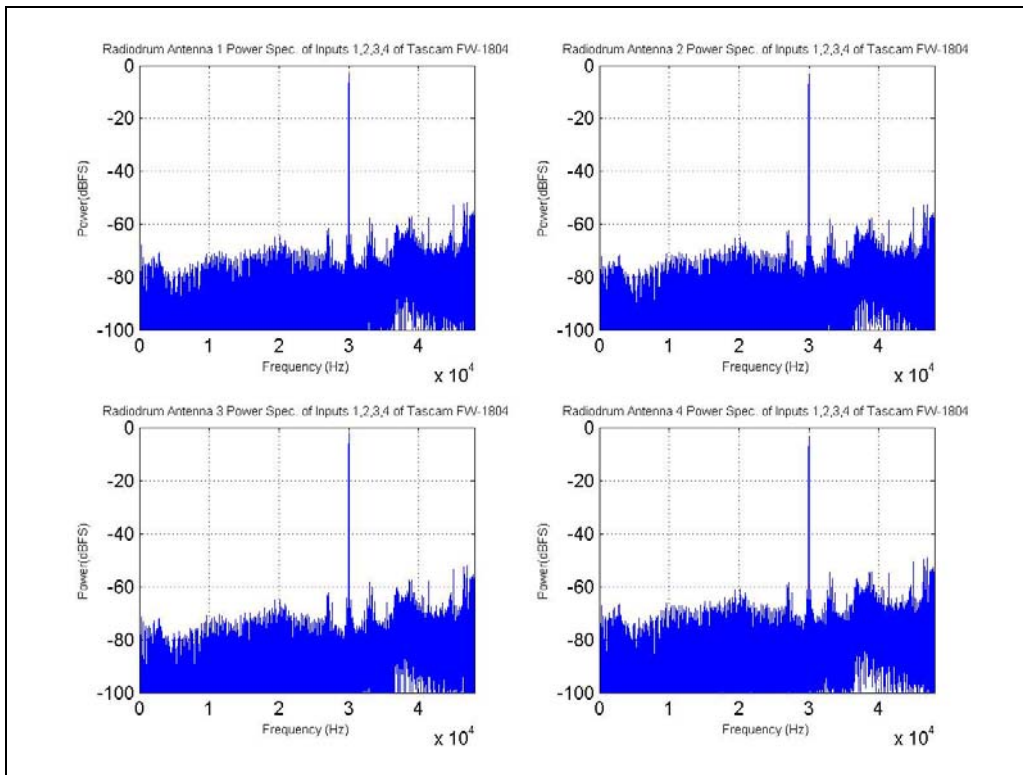 Radiodrum Antenna 1 Power Spec. of Inputs 1,2,3,4 of Tascam FW-1804
0
-20
-40
-60
-80
-100
Power(dBFS)
0 1 2 3 4
Frequency (Hz)
x 10^4
Radiodrum Antenna 2 Power Spec. of Inputs 1,2,3,4 of Tascam FW-1804
0
-20
-40
-60
-80
-100
Power(dBFS)
0 1 2 3 4
Frequency (Hz)
x 10^4
Radiodrum Antenna 3 Power Spec. of Inputs 1,2,3,4 of Tascam FW-1804
0
-20
-40
-60
-80
-100
Power(dBFS)
0 1 2 3 4
Frequency (Hz)
x 10^4
Radiodrum Antenna 4 Power Spec. of Inputs 1,2,3,4 of Tascam FW-1804
0
-20
-40
-60
-80
-100
Power(dBFS)
0 1 2 3 4
Frequency (Hz)
x 10^4